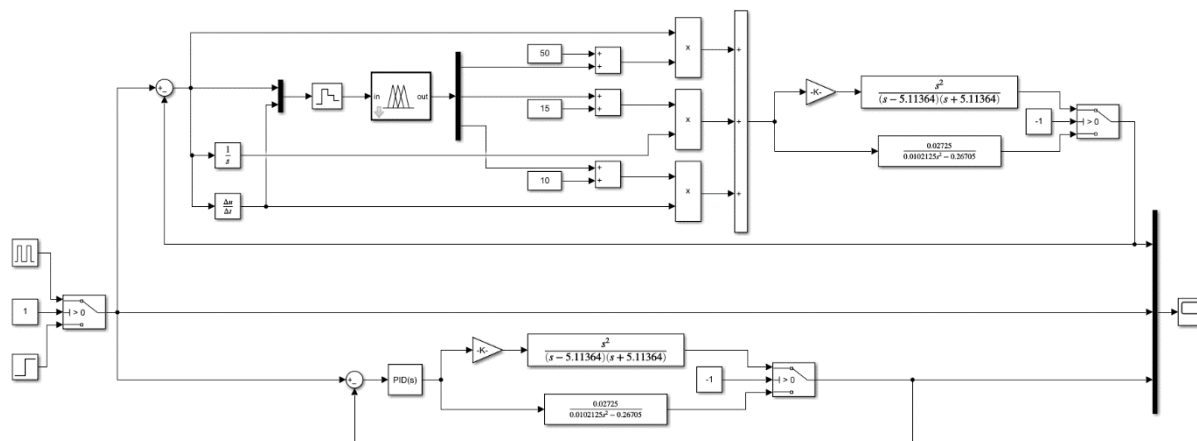 +
50
+
x
+
+
-K-
s²
(s − 5.11364)(s + 5.11364)
+_
in
out
+
15
+
x
+
-1
> 0
0.02725
0.0102125s² − 0.26705
1
s
+
10
+
x
+
Δu
Δt
1
> 0
-K-
s²
(s − 5.11364)(s + 5.11364)
+_
PID(s)
-1
> 0
0.02725
0.0102125s² − 0.26705